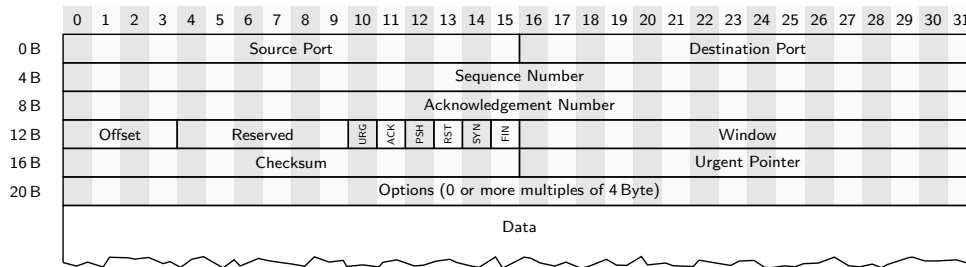 0 1 2 3 4 5 6 7 8 9 10 11 12 13 14 15 16 17 18 19 20 21 22 23 24 25 26 27 28 29 30 31
0 B Source Port Destination Port
4 B Sequence Number
8 B Acknowledgement Number
12 B Offset Reserved URG ACK PSH RST SYN FIN Window
16 B Checksum Urgent Pointer
20 B Options (0 or more multiples of 4 Byte)
Data